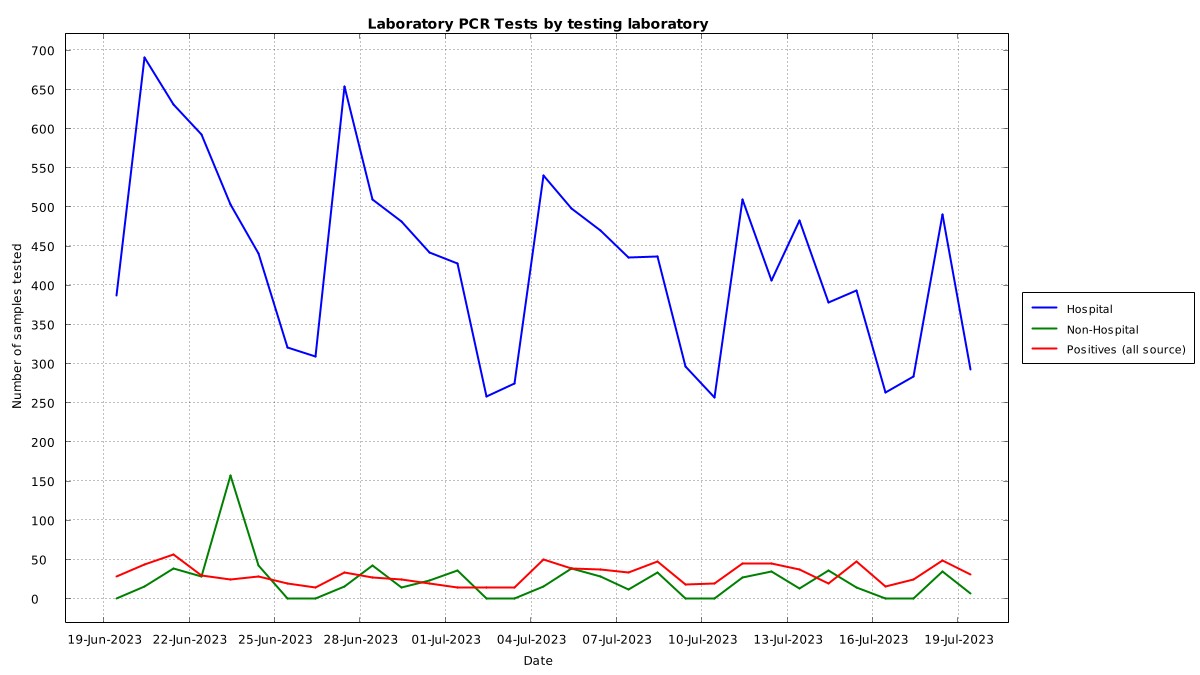 Laboratory PCR Tests by testing laboratory
700
650
600
550
500
450
400
350
300
250
200
150
100
50
0
Number of samples tested
19-Jun-2023 22-Jun-2023 25-Jun-2023 28-Jun-2023 01-Jul-2023 04-Jul-2023 07-Jul-2023 10-Jul-2023 13-Jul-2023 16-Jul-2023 19-Jul-2023
Date
Hospital
Non-Hospital
Positives (all source)